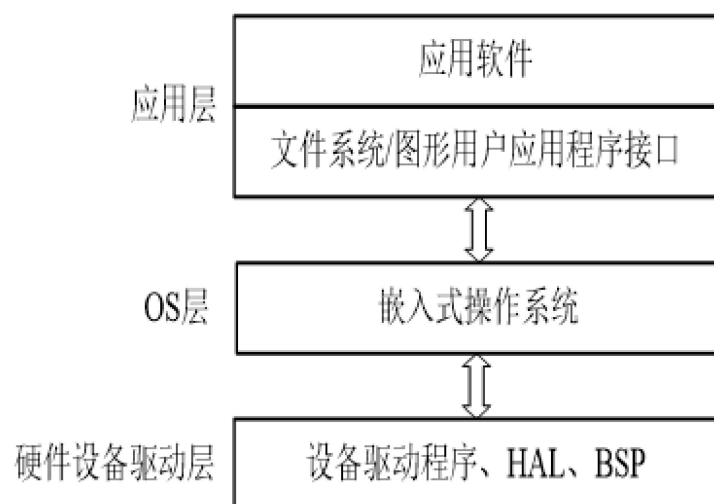 应用软件
应用层
文件系统/图形用户应用程序接口
OS层
嵌入式操作系统
硬件设备驱动层
设备驱动程序、HAL、BSP